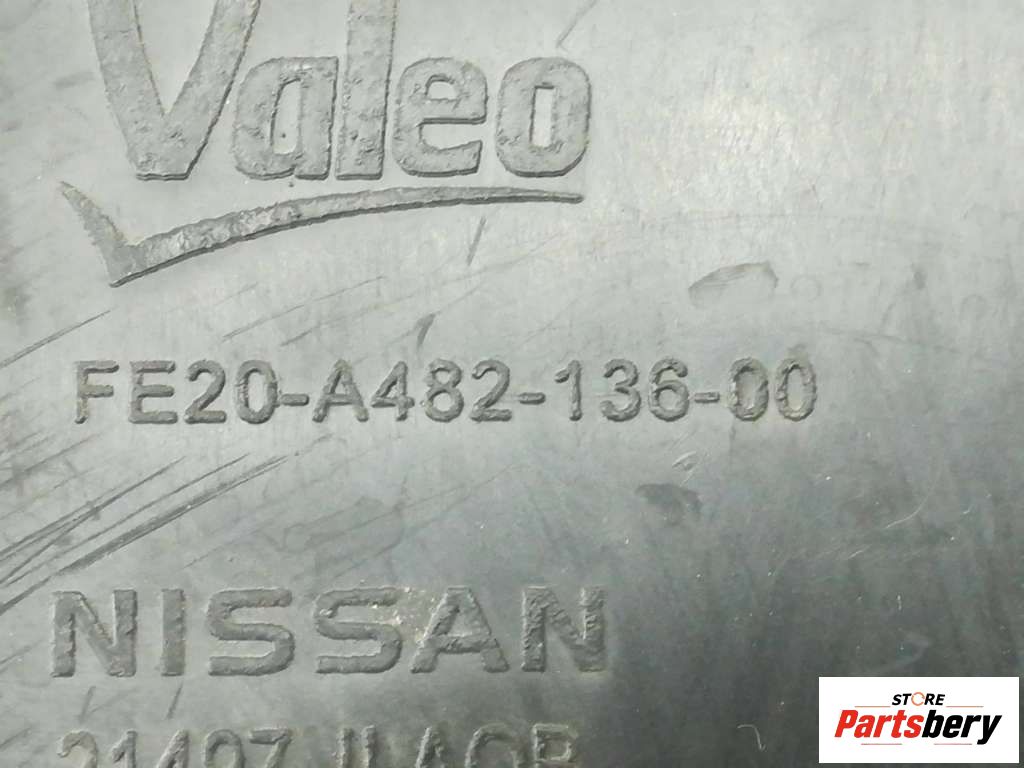 Valeo
FE20-A482-136-00
NISSAN
STORE
Partsbery